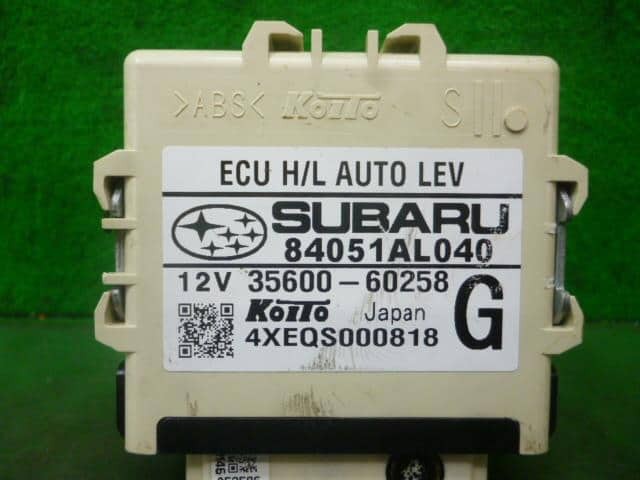 >ABS< KOITO S
ECU H/L AUTO LEV
SUBARU
84051AL040
12V 35600-60258 G
KOITO Japan
4XEQS000818